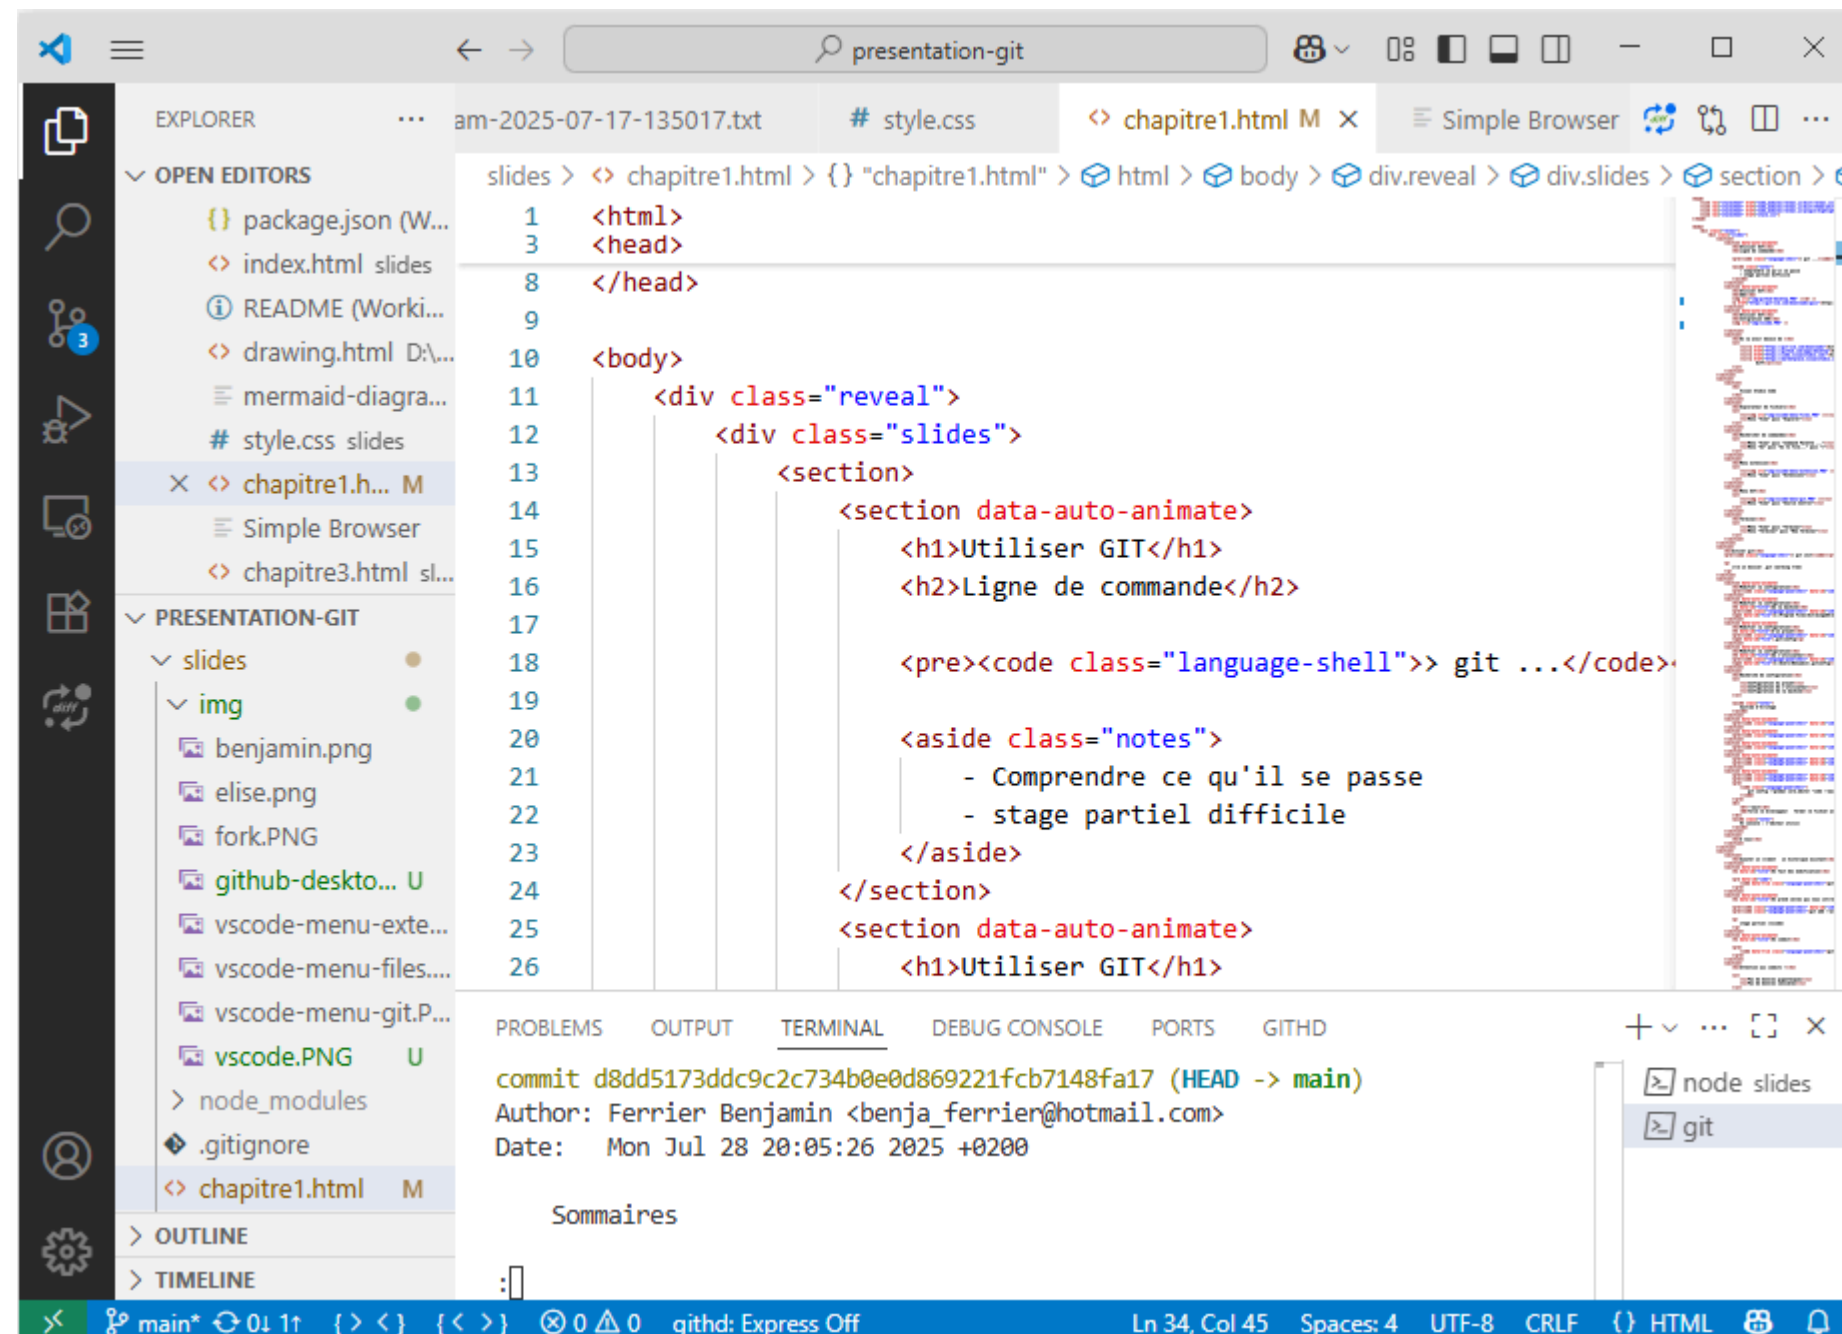 presentation-git
EXPLORER
am-2025-07-17-135017.txt
# style.css
<> chapitre1.html M
Simple Browser
OPEN EDITORS
{} package.json (W...
<> index.html slides
README (Worki...
<> drawing.html D:\...
mermaid-diagra...
# style.css slides
<> chapitre1.h... M
Simple Browser
<> chapitre3.html sl...
PRESENTATION-GIT
slides
img
benjamin.png
elise.png
fork.PNG
github-deskto... U
vscode-menu-exte...
vscode-menu-files....
vscode-menu-git.P...
vscode.PNG U
node_modules
.gitignore
<> chapitre1.html M
OUTLINE
TIMELINE
3
diff
slides > <> chapitre1.html > {} "chapitre1.html" > html > body > div.reveal > div.slides > section >
1 <html>
3 <head>
8 </head>
9
10 <body>
11 <div class="reveal">
12 <div class="slides">
13 <section>
14 <section data-auto-animate>
15 <h1>Utiliser GIT</h1>
16 <h2>Ligne de commande</h2>
17
18 <pre><code class="language-shell">> git ...</code><
19
20 <aside class="notes">
21 - Comprendre ce qu'il se passe
22 - stage partiel difficile
23 </aside>
24 </section>
25 <section data-auto-animate>
26 <h1>Utiliser GIT</h1>
PROBLEMS OUTPUT TERMINAL DEBUG CONSOLE PORTS GITHD
commit d8dd5173ddc9c2c734b0e0d869221fcb7148fa17 (HEAD -> main)
Author: Ferrier Benjamin <benja_ferrier@hotmail.com>
Date: Mon Jul 28 20:05:26 2025 +0200
Sommaires
:
node slides
git
main* 0↓ 1↑ {> <} {< >} 0 0 githd: Express Off Ln 34, Col 45 Spaces: 4 UTF-8 CRLF {} HTML